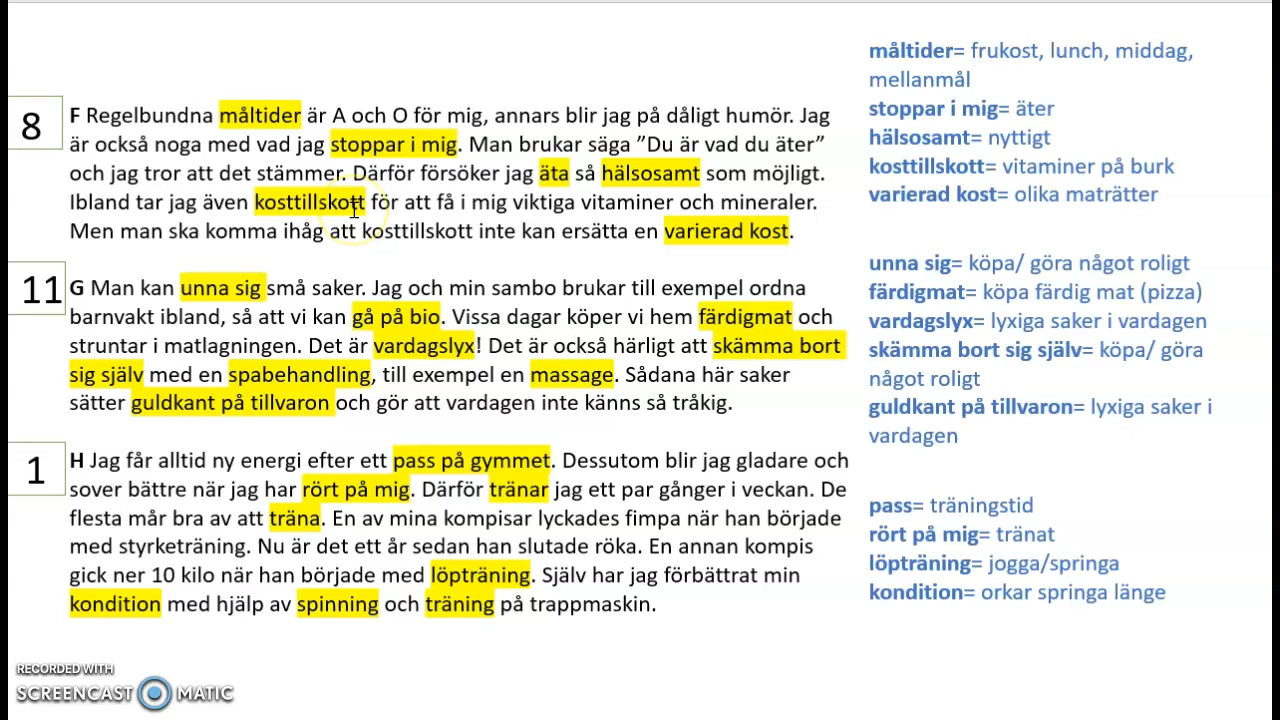 8
F Regelbundna måltider är A och O för mig, annars blir jag på dåligt humör. Jag
är också noga med vad jag stoppar i mig. Man brukar säga ”Du är vad du äter”
och jag tror att det stämmer. Därför försöker jag äta så hälsosamt som möjligt.
Ibland tar jag även kosttillskott för att få i mig viktiga vitaminer och mineraler.
Men man ska komma ihåg att kosttillskott inte kan ersätta en varierad kost.
11
G Man kan unna sig små saker. Jag och min sambo brukar till exempel ordna
barnvakt ibland, så att vi kan gå på bio. Vissa dagar köper vi hem färdigmat och
struntar i matlagningen. Det är vardagslyx! Det är också härligt att skämma bort
sig själv med en spabehandling, till exempel en massage. Sådana här saker
sätter guldkant på tillvaron och gör att vardagen inte känns så tråkig.
1
H Jag får alltid ny energi efter ett pass på gymmet. Dessutom blir jag gladare och
sover bättre när jag har rört på mig. Därför tränar jag ett par gånger i veckan. De
flesta mår bra av att träna. En av mina kompisar lyckades fimpa när han började
med styrketräning. Nu är det ett år sedan han slutade röka. En annan kompis
gick ner 10 kilo när han började med löpträning. Själv har jag förbättrat min
kondition med hjälp av spinning och träning på trappmaskin.
måltider= frukost, lunch, middag,
mellanmål
stoppar i mig= äter
hälsosamt= nyttigt
kosttillskott= vitaminer på burk
varierad kost= olika maträtter
unna sig= köpa/ göra något roligt
färdigmat= köpa färdig mat (pizza)
vardagslyx= lyxiga saker i vardagen
skämma bort sig själv= köpa/ göra
något roligt
guldkant på tillvaron= lyxiga saker i
vardagen
pass= träningstid
rört på mig= tränat
löpträning= jogga/springa
kondition= orkar springa länge
RECORDED WITH
SCREENCAST MATIC